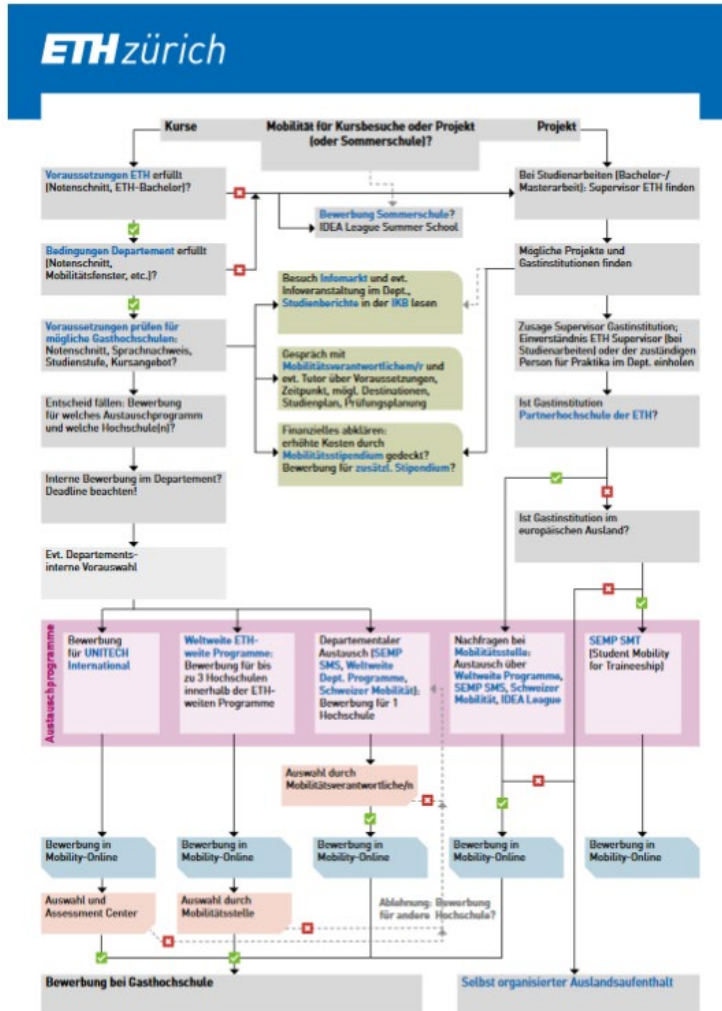 ETH zürich
Kurse
Mobilität für Kursbesuche oder Projekt
(oder Sommerschule)?
Projekt
Voraussetzungen ETH erfüllt
(Notenschnitt, ETH-Bachelor)?
Bei Studienarbeiten (Bachelor-/
Masterarbeit): Supervisor ETH finden
Bewerbung Sommerschule?
IDEA League Summer School
Bedingungen Departement erfüllt
(Notenschnitt,
Mobilitätsfenster, etc.)?
Mögliche Projekte und
Gastinstitutionen finden
Besuch Infomarkt und evt.
Infoveranstaltung im Dept.,
Studienberichte in der IKB lesen
Voraussetzungen prüfen für
mögliche Gasthochschulen:
Notenschnitt, Sprachnachweis,
Studienstufe, Kursangebot?
Zusage Supervisor Gastinstitution;
Einverständnis ETH Supervisor (bei
Studienarbeiten) oder der zuständigen
Person für Praktika im Dept. einholen
Gespräch mit
Mobilitätsverantwortlichem/r und
evt. Tutor über Voraussetzungen,
Zeitpunkt, mögl. Destinationen,
Studienplan, Prüfungsplanung
Entscheid fällen: Bewerbung
für welches Austauschprogramm
und welche Hochschule(n)?
Ist Gastinstitution
Partnerhochschule der ETH?
Finanzielles abklären:
erhöhte Kosten durch
Mobilitätsstipendium gedeckt?
Bewerbung für zusätzl. Stipendium?
Interne Bewerbung im Departement?
Deadline beachten!
Ist Gastinstitution im
europäischen Ausland?
Evt. Departements-
interne Vorauswahl
Austauschprogramme
Bewerbung
für UNITECH
International
Weltweite ETH-
weite Programme:
Bewerbung für bis
zu 3 Hochschulen
innerhalb der ETH-
weiten Programme
Departementaler
Austausch (SEMP
SMS, Weltweite
Dept. Programme,
Schweizer Mobilität):
Bewerbung für 1
Hochschule
Nachfragen bei
Mobilitätsstelle:
Austausch über
Weltweite Programme,
SEMP SMS, Schweizer
Mobilität, IDEA League
SEMP SMT
(Student Mobility
for Traineeship)
Auswahl durch
Mobilitätsverantwortliche/n
Bewerbung in
Mobility-Online
Bewerbung in
Mobility-Online
Bewerbung in
Mobility-Online
Bewerbung in
Mobility-Online
Bewerbung in
Mobility-Online
Auswahl und
Assessment Center
Auswahl durch
Mobilitätsstelle
Ablehnung: Bewerbung
für andere Hochschule?
Bewerbung bei Gasthochschule
Selbst organisierter Auslandsaufenthalt